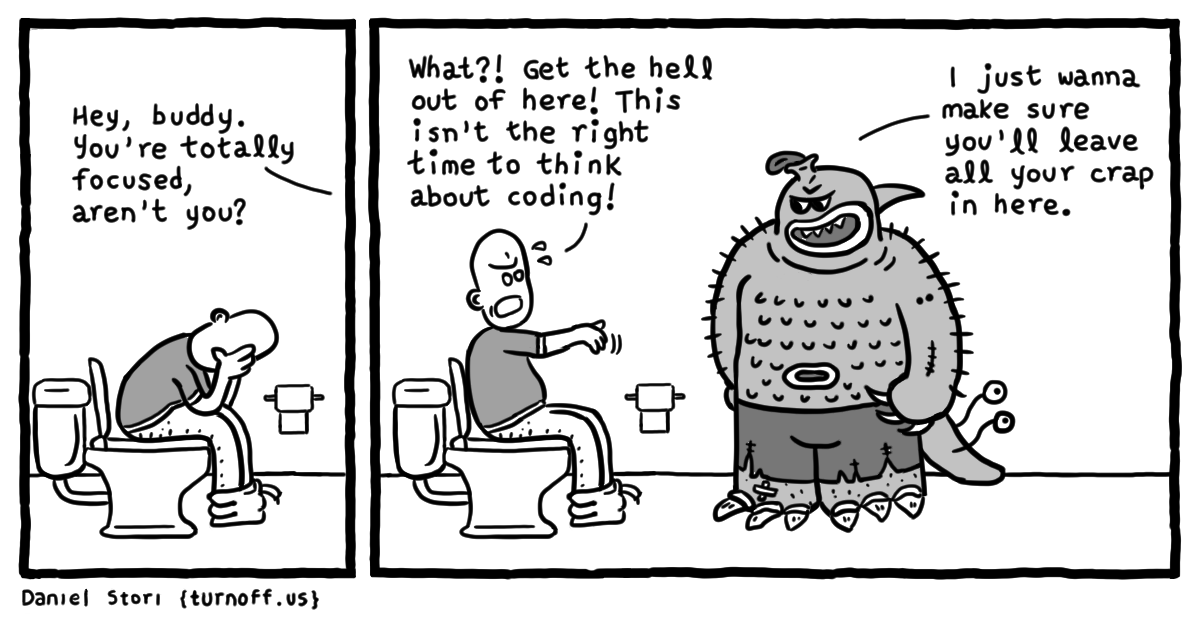 Hey, buddy.
You're totally
focused,
aren't you?
What?! Get the hell
out of here! This
isn't the right
time to think
about coding!
I just wanna
make sure
you'll leave
all your crap
in here.
Daniel Stori {turnoff.us}